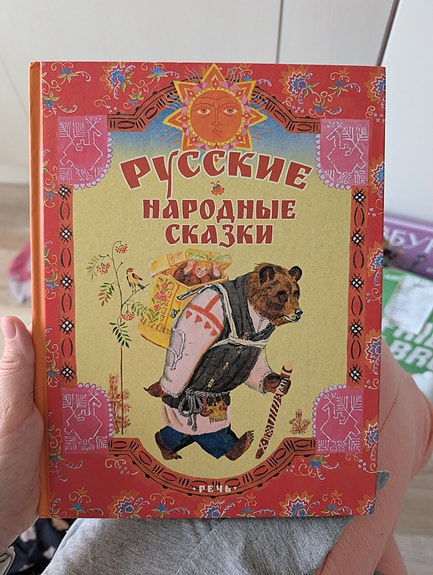 Русские
народные
сказки
·РЕЧЬ·